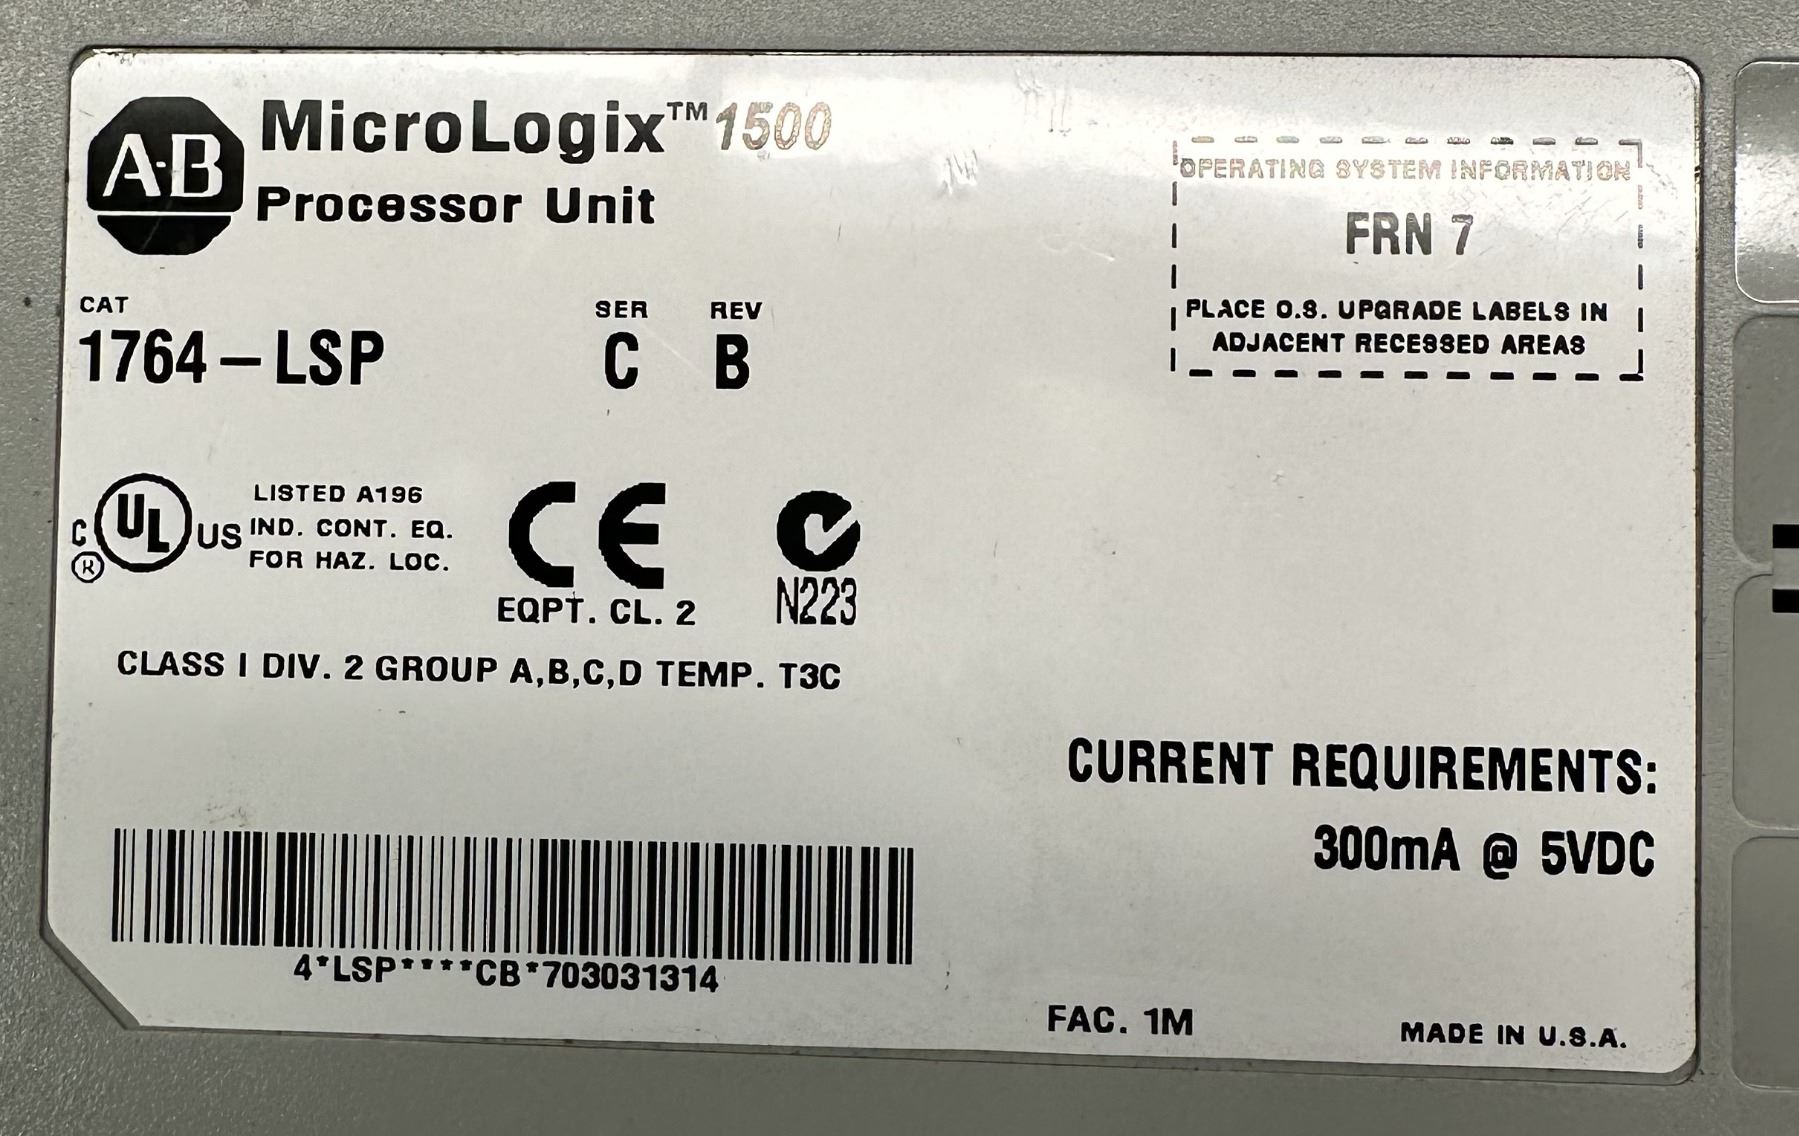 A·B
MicroLogix™ 1500
Processor Unit
OPERATING SYSTEM INFORMATION
FRN 7
PLACE O.S. UPGRADE LABELS IN
ADJACENT RECESSED AREAS
CAT SER REV
1764-LSP C B
C UL US ®
LISTED A196
IND. CONT. EQ.
FOR HAZ. LOC.
CE
EQPT. CL. 2
N223
CLASS I DIV. 2 GROUP A,B,C,D TEMP. T3C
CURRENT REQUIREMENTS:
300mA @ 5VDC
4*LSP****CB*703031314
FAC. 1M
MADE IN U.S.A.